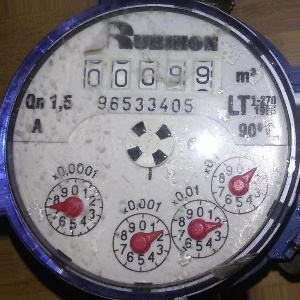 RUBIKON
00099 m³
Qn 1,5 96533405 LT
A 90°
x0,0001
x0,001
x0,01
x0,1